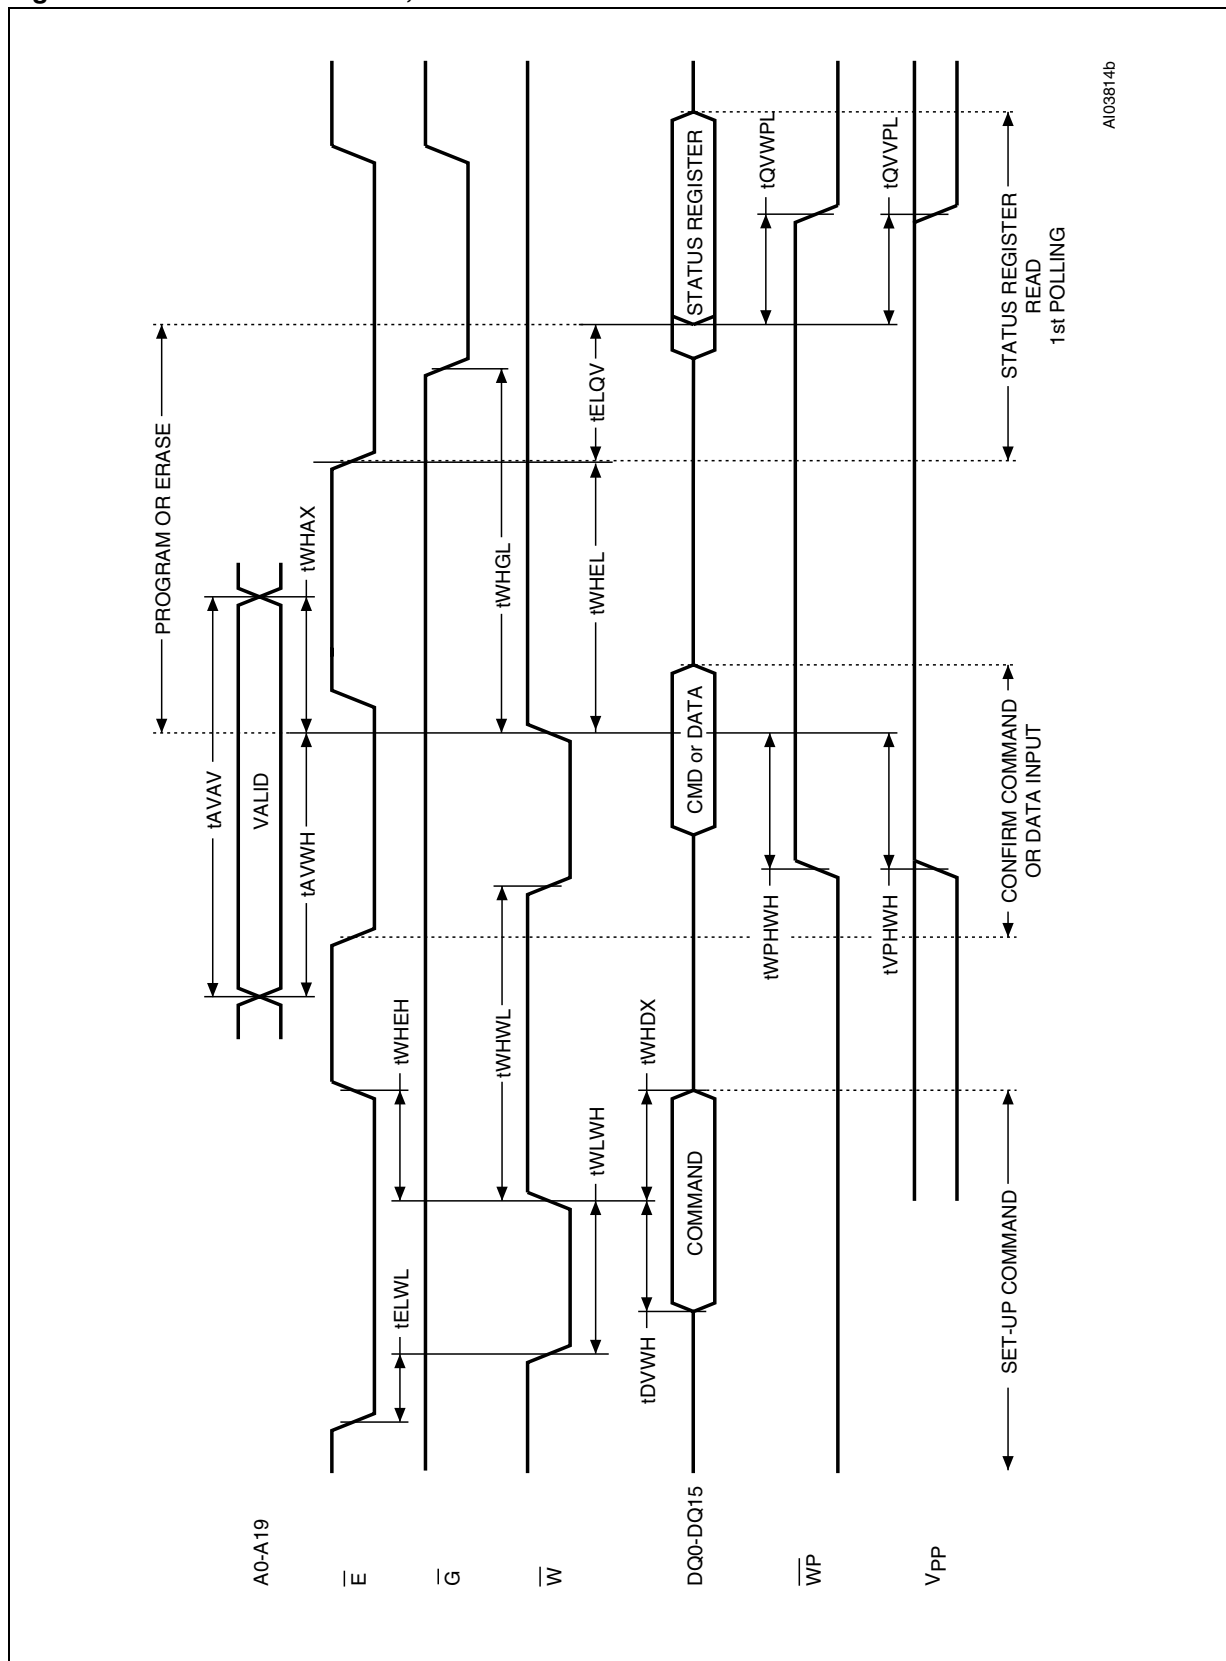 A0-A19
VALID
tAVAV
tAVWH
tWHAX
PROGRAM OR ERASE
E
tELWL
tWHEH
G
tWHWL
tWHGL
W
tWLWH
tWHEL
tELQV
tDVWH
tWHDX
DQ0-DQ15
COMMAND
CMD or DATA
STATUS REGISTER
WP
tWPHWH
tQVWPL
VPP
tVPHWH
tQVVPL
SET-UP COMMAND
CONFIRM COMMAND
OR DATA INPUT
STATUS REGISTER
READ
1st POLLING
AI03814b